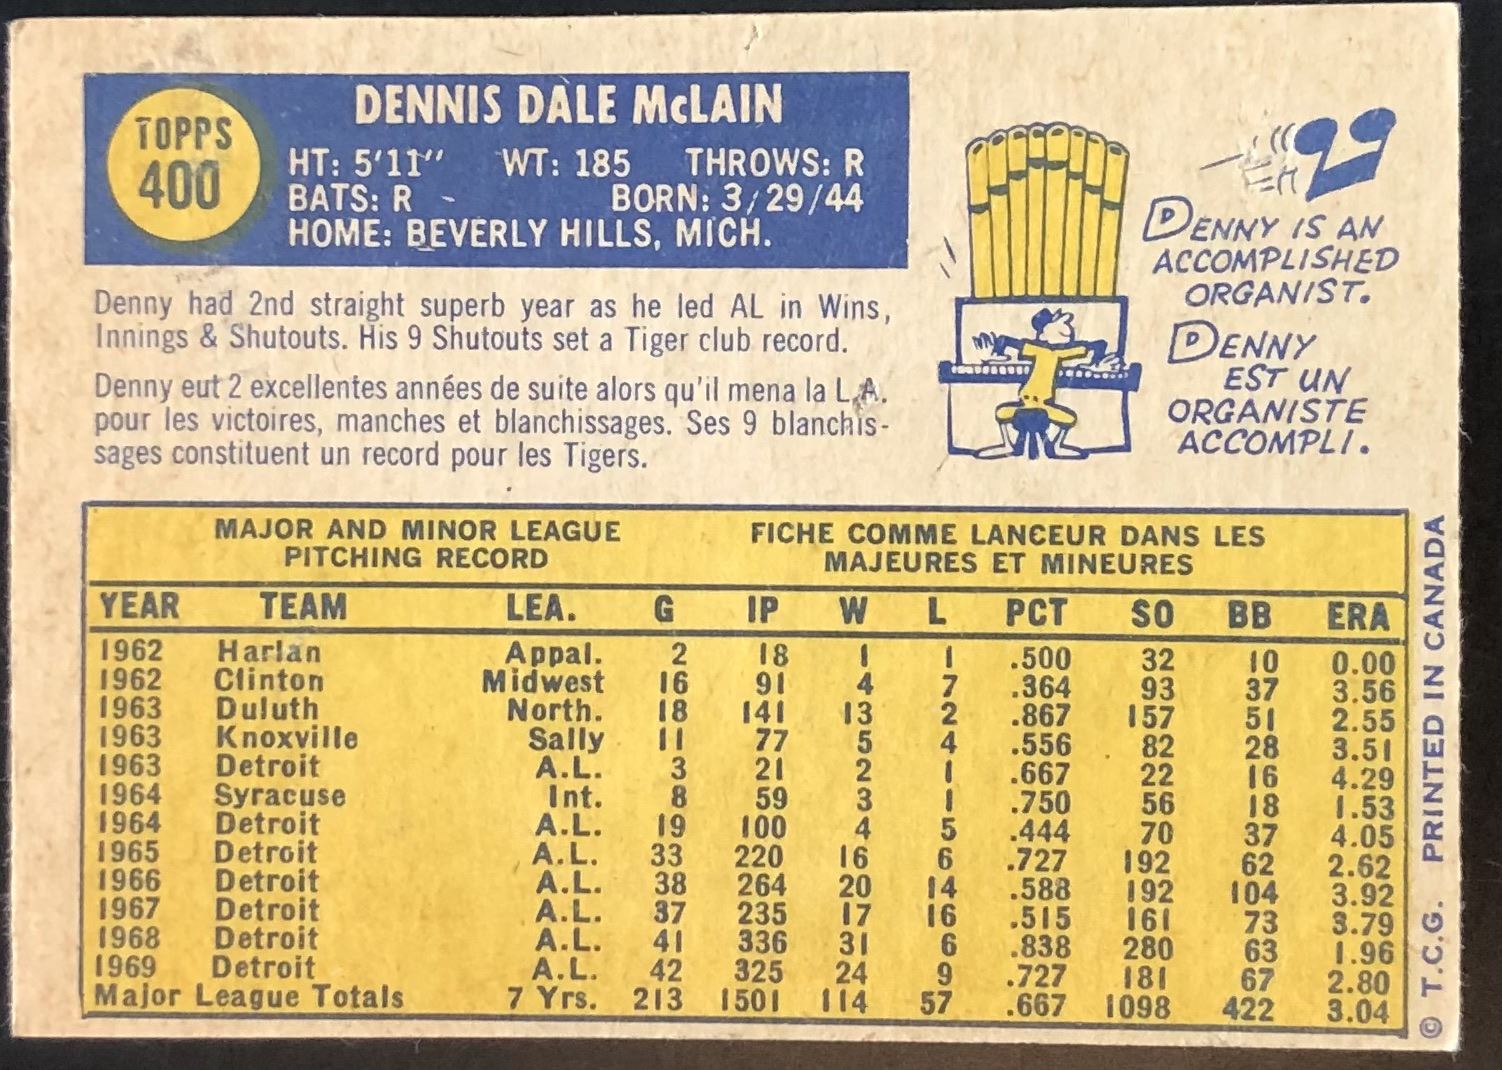 DENNIS DALE McLAIN
TOPPS
400
HT: 5'11" WT: 185 THROWS: R
BATS: R BORN: 3/29/44
HOME: BEVERLY HILLS, MICH.
Denny had 2nd straight superb year as he led AL in Wins,
Innings & Shutouts. His 9 Shutouts set a Tiger club record.
Denny eut 2 excellentes années de suite alors qu'il mena la L.A.
pour les victoires, manches et blanchissages. Ses 9 blanchis-
sages constituent un record pour les Tigers.
DENNY IS AN
ACCOMPLISHED
ORGANIST.
DENNY
EST UN
ORGANISTE
ACCOMPLI.
MAJOR AND MINOR LEAGUE
PITCHING RECORD
FICHE COMME LANCEUR DANS LES
MAJEURES ET MINEURES
YEAR TEAM LEA. G IP W L PCT SO BB ERA
1962 Harlan Appal. 2 18 1 1 .500 32 10 0.00
1962 Clinton Midwest 16 91 4 7 .364 93 37 3.56
1963 Duluth North. 18 141 13 2 .867 157 51 2.55
1963 Knoxville Sally 11 77 5 4 .556 82 28 3.51
1963 Detroit A.L. 3 21 2 1 .667 22 16 4.29
1964 Syracuse Int. 8 59 3 1 .750 56 18 1.53
1964 Detroit A.L. 19 100 4 5 .444 70 37 4.05
1965 Detroit A.L. 33 220 16 6 .727 192 62 2.62
1966 Detroit A.L. 38 264 20 14 .588 192 104 3.92
1967 Detroit A.L. 37 235 17 16 .515 161 73 3.79
1968 Detroit A.L. 41 336 31 6 .838 280 63 1.96
1969 Detroit A.L. 42 325 24 9 .727 181 67 2.80
Major League Totals 7 Yrs. 213 1501 114 57 .667 1098 422 3.04
© T.C.G. PRINTED IN CANADA